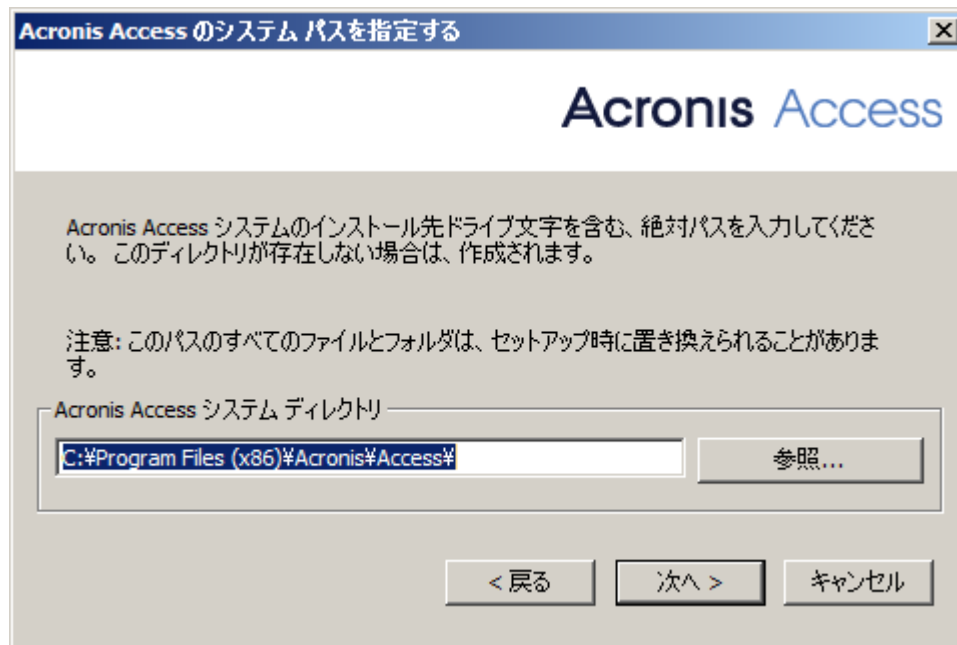 Acronis Access のシステム パスを指定する
Acronis Access
Acronis Access システムのインストール先ドライブ文字を含む、絶対パスを入力してくださ
い。 このディレクトリが存在しない場合は、作成されます。
注意: このパスのすべてのファイルとフォルダは、セットアップ時に置き換えられることがありま
す。
Acronis Access システム ディレクトリ
C:¥Program Files (x86)¥Acronis¥Access¥
参照...
< 戻る
次へ >
キャンセル